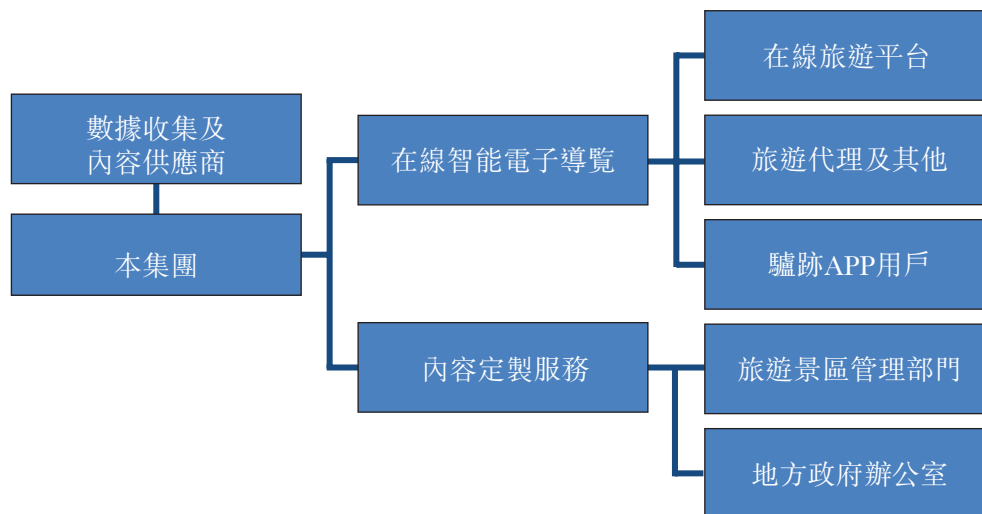 數據收集及
內容供應商
本集團
在線智能電子導覽
內容定製服務
在線旅遊平台
旅遊代理及其他
驢跡APP用戶
旅遊景區管理部門
地方政府辦公室